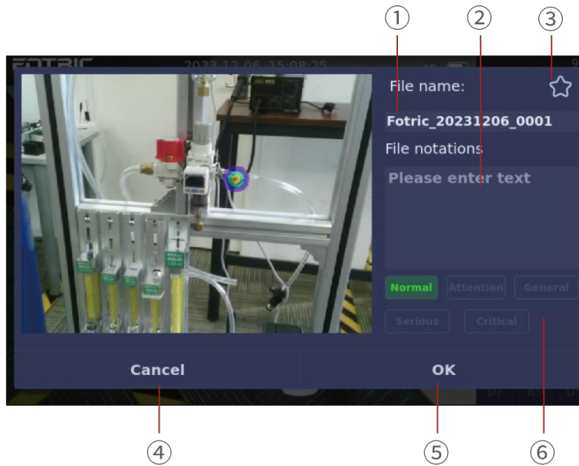 ① ② ③
FOTRIC 2023.12.06 15:08:25
File name:
Fotric_20231206_0001
File notations
Please enter text
Normal Attention General
Serious Critical
Cancel OK
④ ⑤ ⑥